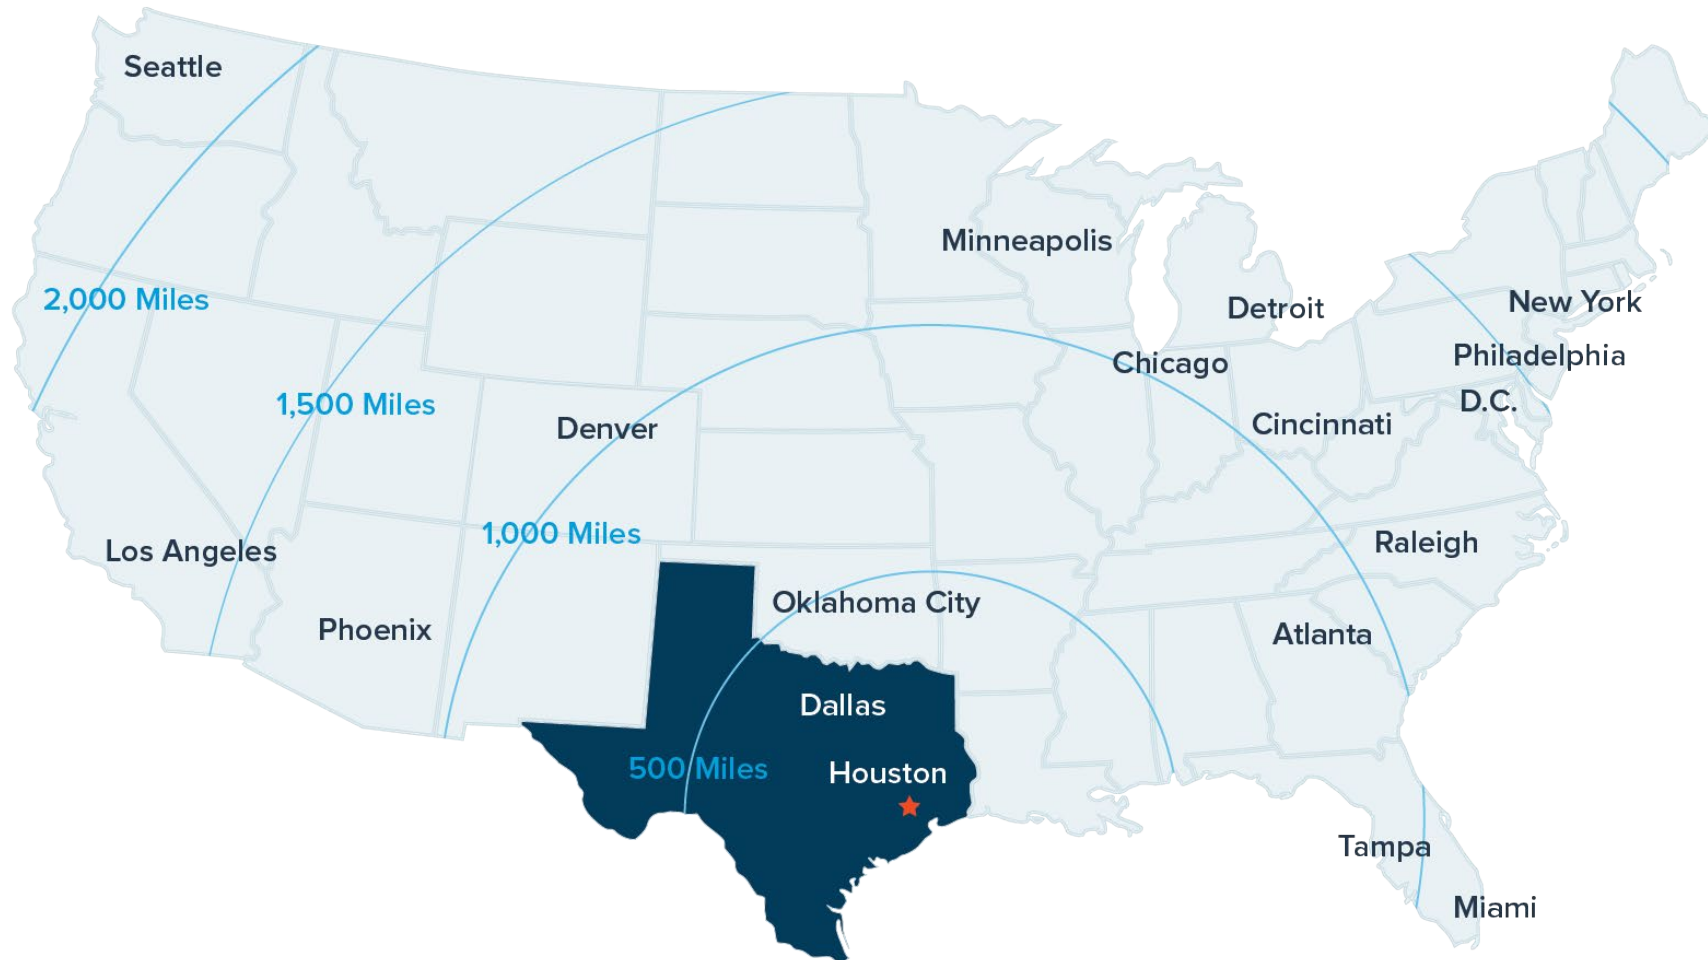 Seattle
Minneapolis
2,000 Miles
New York
Detroit
Philadelphia
Chicago
1,500 Miles
D.C.
Cincinnati
Denver
1,000 Miles
Raleigh
Los Angeles
Oklahoma City
Phoenix
Atlanta
Dallas
500 Miles
Houston
Tampa
Miami